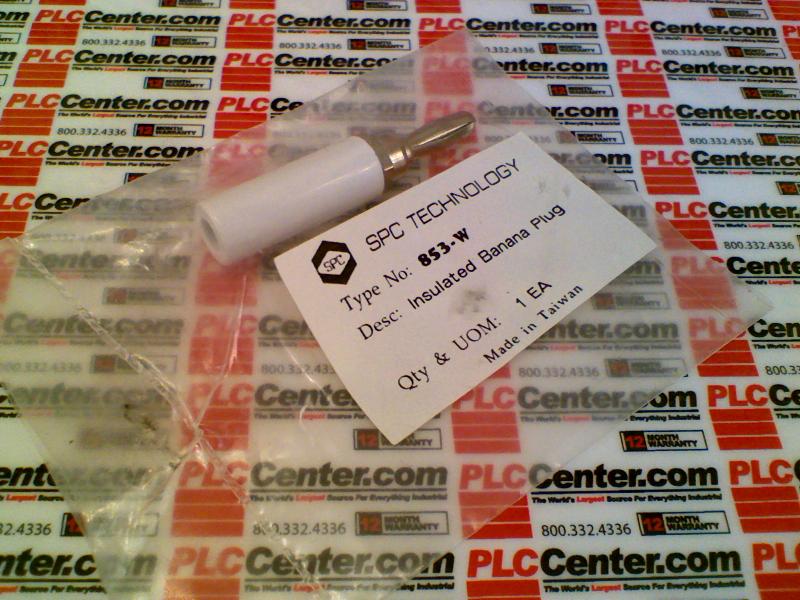 SPC
SPC TECHNOLOGY
Type No: 853-W
Desc: Insulated Banana Plug
Qty & UOM: 1 EA
Made in Taiwan
PLCCenter.com
The World's Largest Source For Everything Industrial
800.332.4336
12 MONTH WARRANTY